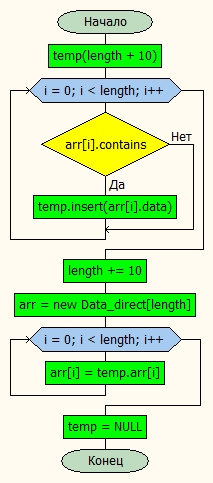 Начало
temp(length + 10)
i = 0; i < length; i++
arr[i].contains
Нет
Да
temp.insert(arr[i].data)
length += 10
arr = new Data_direct[length]
i = 0; i < length; i++
arr[i] = temp.arr[i]
temp = NULL
Конец